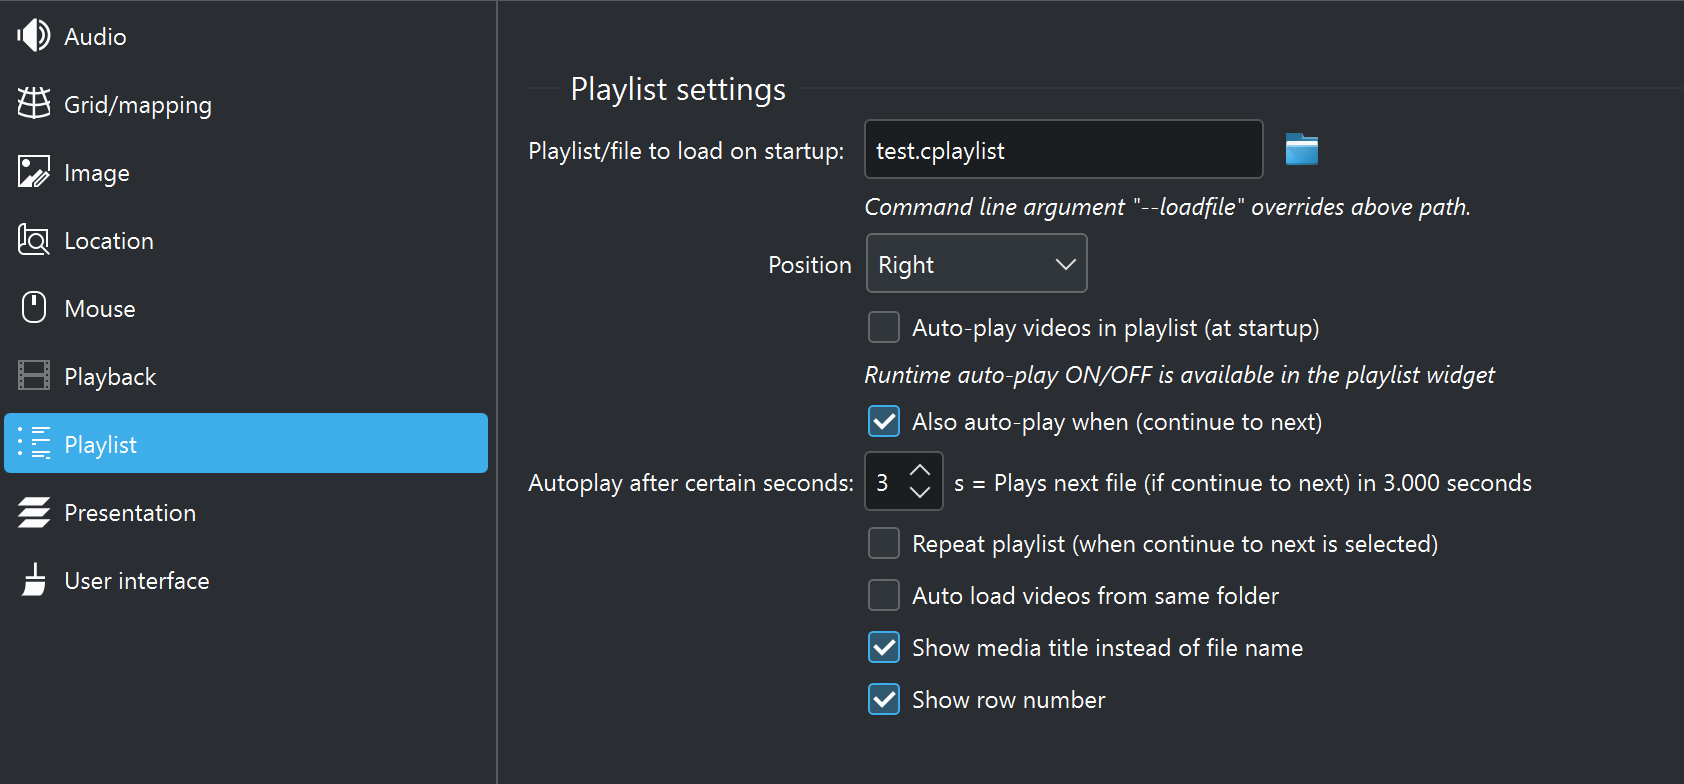 Audio
Grid/mapping
Image
Location
Mouse
Playback
Playlist
Presentation
User interface
Playlist settings
Playlist/file to load on startup: test.cplaylist
Command line argument "--loadfile" overrides above path.
Position Right
Auto-play videos in playlist (at startup)
Runtime auto-play ON/OFF is available in the playlist widget
Also auto-play when (continue to next)
Autoplay after certain seconds: 3 s = Plays next file (if continue to next) in 3.000 seconds
Repeat playlist (when continue to next is selected)
Auto load videos from same folder
Show media title instead of file name
Show row number